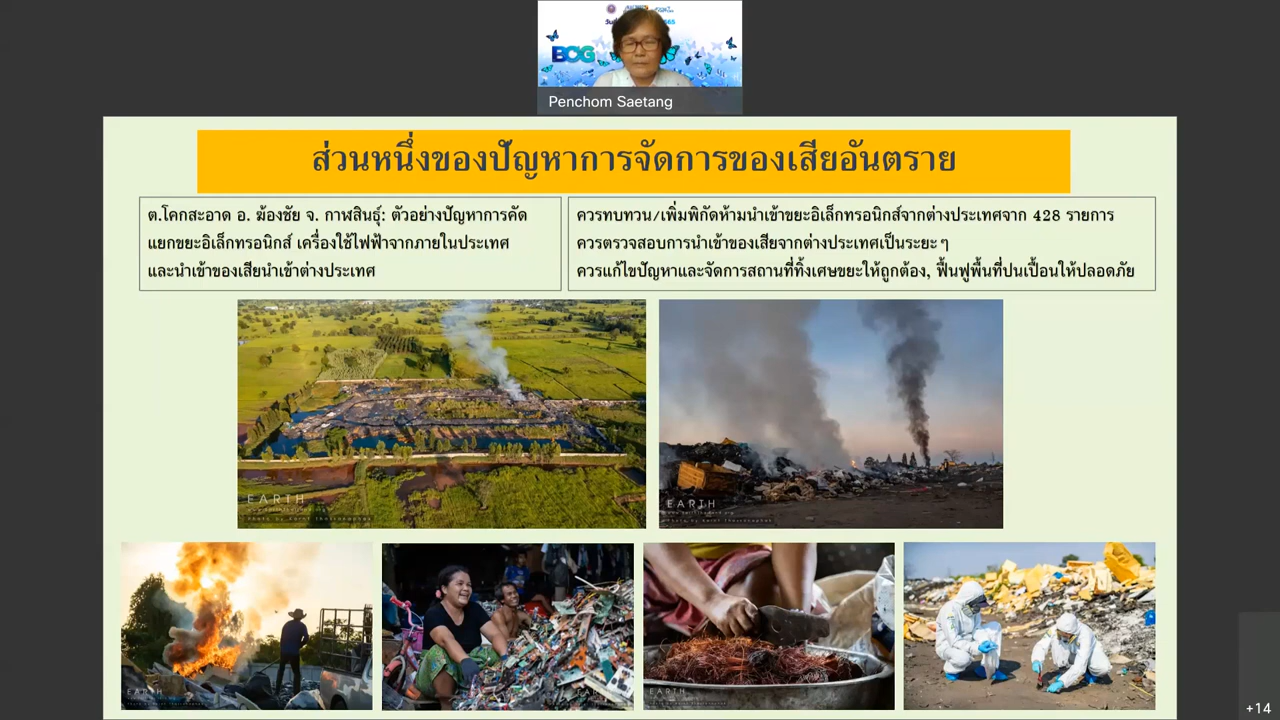 BCG
Penchom Saetang
ส่วนหนึ่งของปัญหาการจัดการของเสียอันตราย
ต.โคกสะอาด อ. ฆ้องชัย จ. กาฬสินธุ์: ตัวอย่างปัญหาการคัด
แยกขยะอิเล็กทรอนิกส์ เครื่องใช้ไฟฟ้าจากภายในประเทศ
และนำเข้าของเสียนำเข้าต่างประเทศ
ควรทบทวน/เพิ่มพิกัดห้ามนำเข้าขยะอิเล็กทรอนิกส์จากต่างประเทศจาก 428 รายการ
ควรตรวจสอบการนำเข้าของเสียจากต่างประเทศเป็นระยะๆ
ควรแก้ไขปัญหาและจัดการสถานที่ทิ้งเศษขยะให้ถูกต้อง, ฟื้นฟูพื้นที่ปนเปื้อนให้ปลอดภัย
EARTH
EARTH
EARTH
EARTH
EARTH
+14